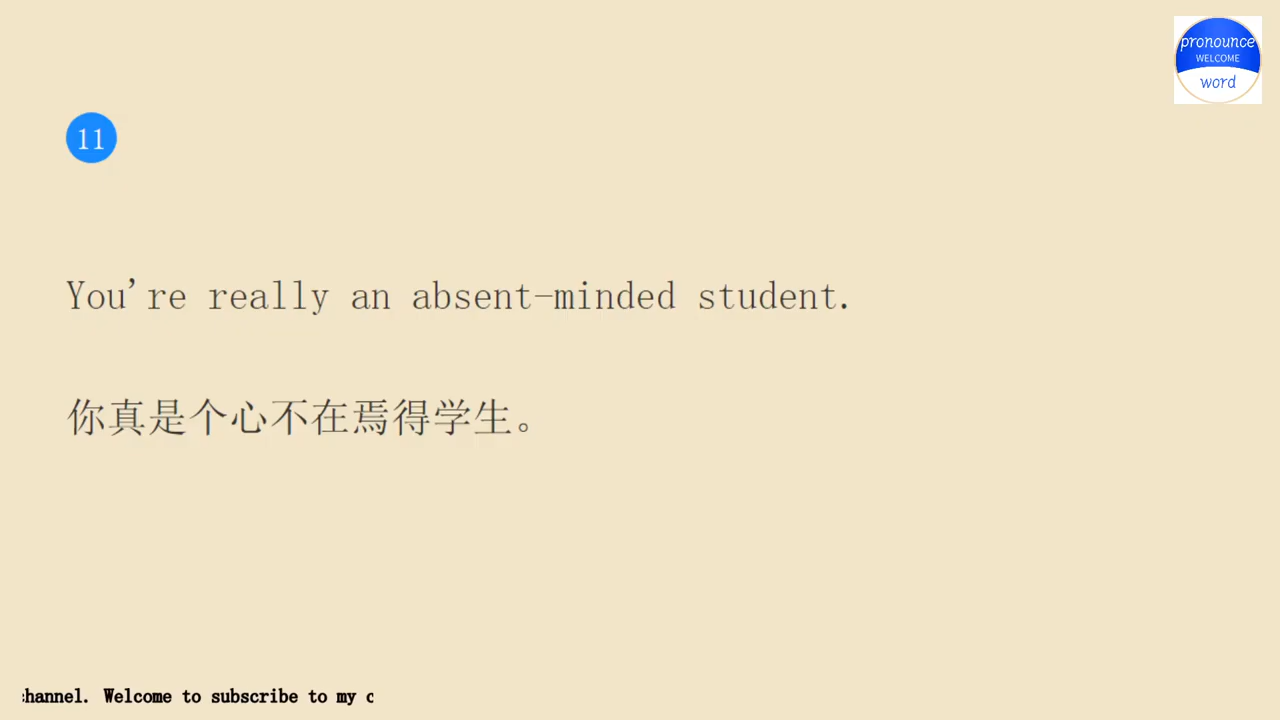 pronounce
WELCOME
word
11
You're really an absent-minded student.
你真是个心不在焉得学生。
channel. Welcome to subscribe to my c